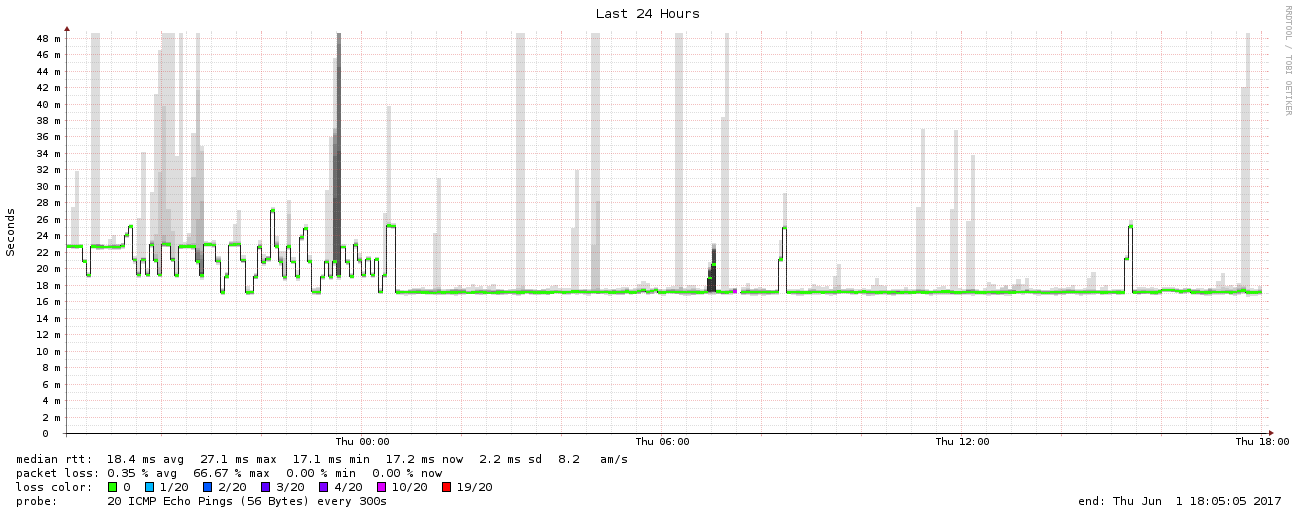 Last 24 Hours
RRDTOOL / TOBI OETIKER
Seconds
48 m
46 m
44 m
42 m
40 m
38 m
36 m
34 m
32 m
30 m
28 m
26 m
24 m
22 m
20 m
18 m
16 m
14 m
12 m
10 m
8 m
6 m
4 m
2 m
0
Thu 00:00 Thu 06:00 Thu 12:00 Thu 18:00
median rtt: 18.4 ms avg 27.1 ms max 17.1 ms min 17.2 ms now 2.2 ms sd 8.2 am/s
packet loss: 0.35 % avg 66.67 % max 0.00 % min 0.00 % now
loss color: 0 1/20 2/20 3/20 4/20 10/20 19/20
probe: 20 ICMP Echo Pings (56 Bytes) every 300s end: Thu Jun 1 18:05:05 2017